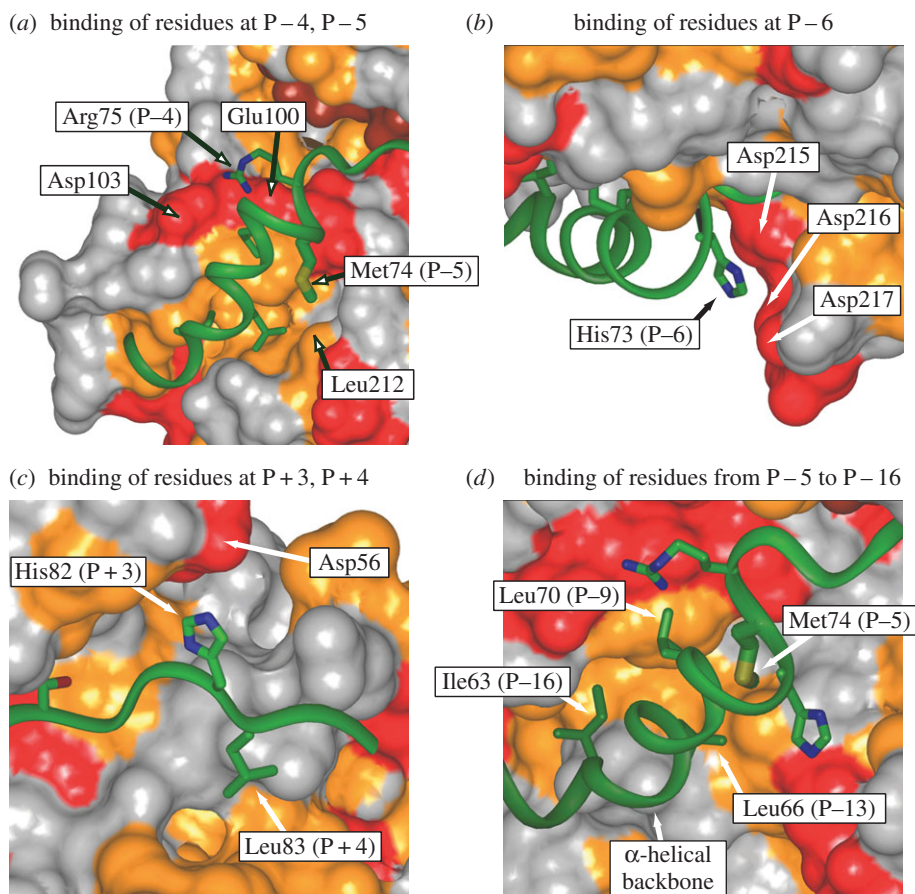 (a) binding of residues at P – 4, P – 5
Arg75 (P–4)
Glu100
Asp103
Met74 (P–5)
Leu212
(b) binding of residues at P – 6
Asp215
Asp216
Asp217
His73 (P–6)
(c) binding of residues at P + 3, P + 4
His82 (P + 3)
Asp56
Leu83 (P + 4)
(d) binding of residues from P – 5 to P – 16
Leu70 (P–9)
Met74 (P–5)
Ile63 (P–16)
Leu66 (P–13)
α-helical
backbone